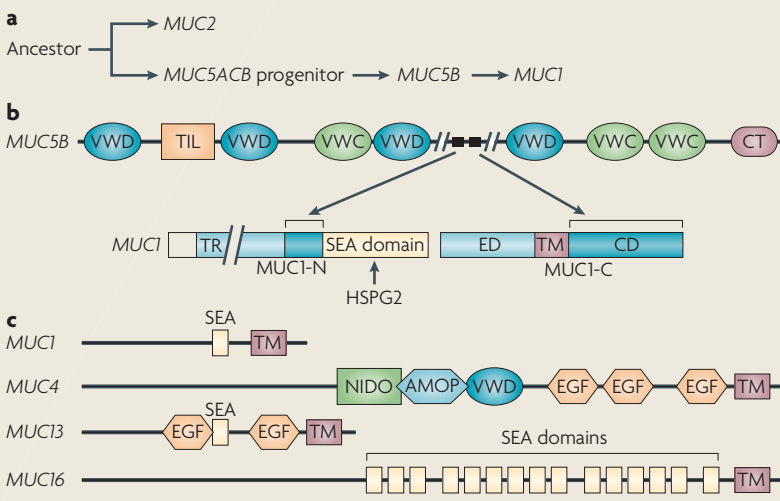 a
MUC2
Ancestor
MUC5ACB progenitor MUC5B MUC1
b
MUC5B VWD TIL VWD VWC VWD VWD VWC VWC CT
MUC1 TR SEA domain ED TM CD
MUC1-N MUC1-C
HSPG2
c
SEA
MUC1 TM
MUC4 NIDO AMOP VWD EGF EGF EGF TM
SEA
MUC13 EGF EGF TM
SEA domains
MUC16 TM